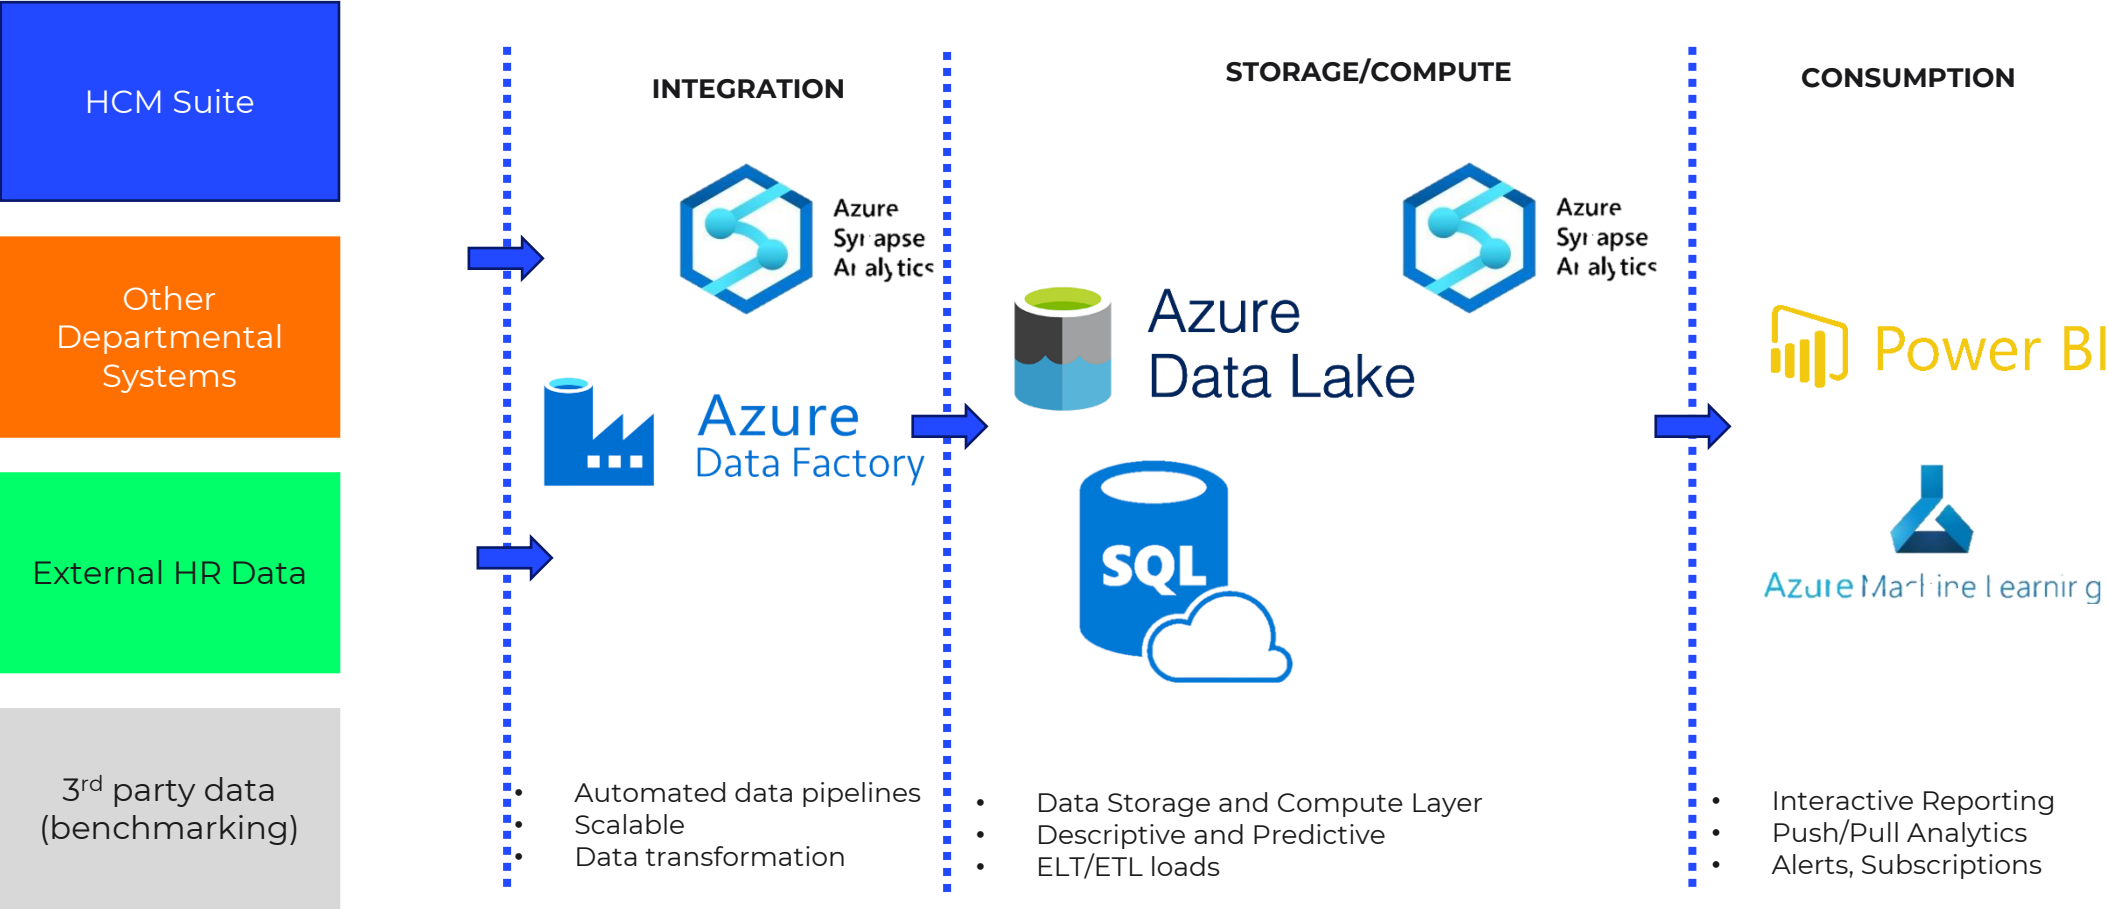 HCM Suite
Other
Departmental
Systems
External HR Data
3rd party data
(benchmarking)
INTEGRATION
Azure
Synapse
Analytics
Azure
Data Factory
• Automated data pipelines
• Scalable
• Data transformation
STORAGE/COMPUTE
Azure
Synapse
Analytics
Azure
Data Lake
SQL
• Data Storage and Compute Layer
• Descriptive and Predictive
• ELT/ETL loads
CONSUMPTION
Power BI
Azure Machine Learning
• Interactive Reporting
• Push/Pull Analytics
• Alerts, Subscriptions